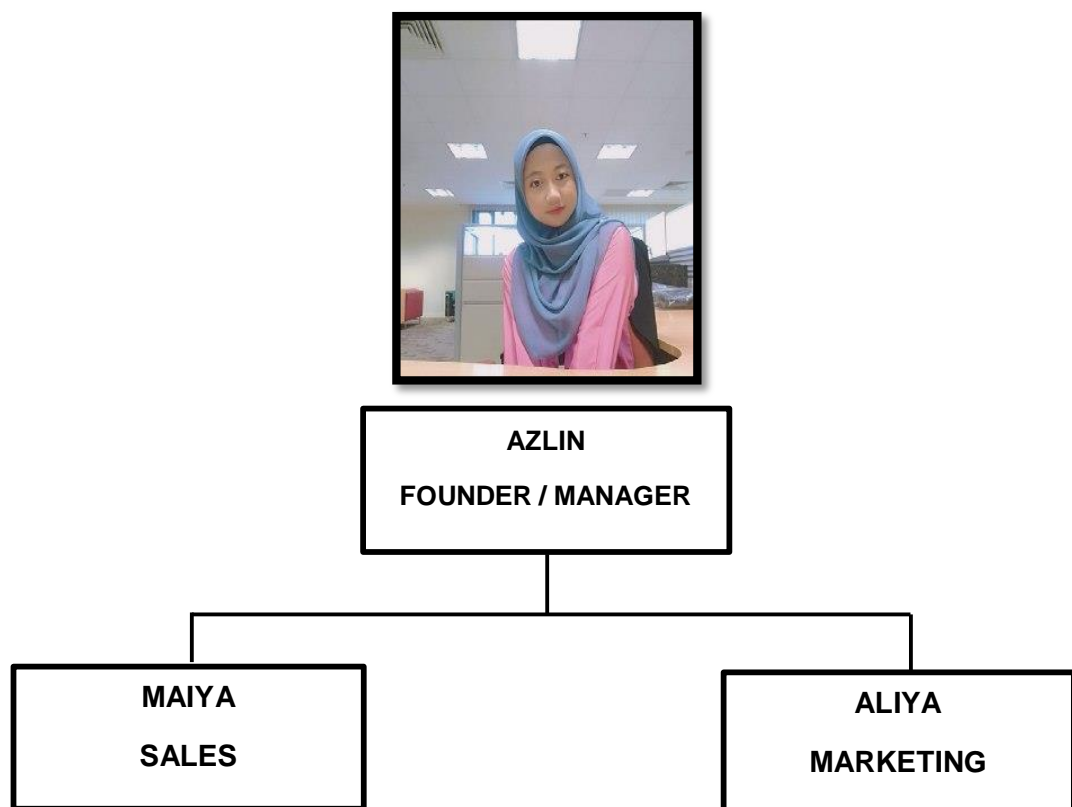 AZLIN
FOUNDER / MANAGER
MAIYA
SALES
ALIYA
MARKETING